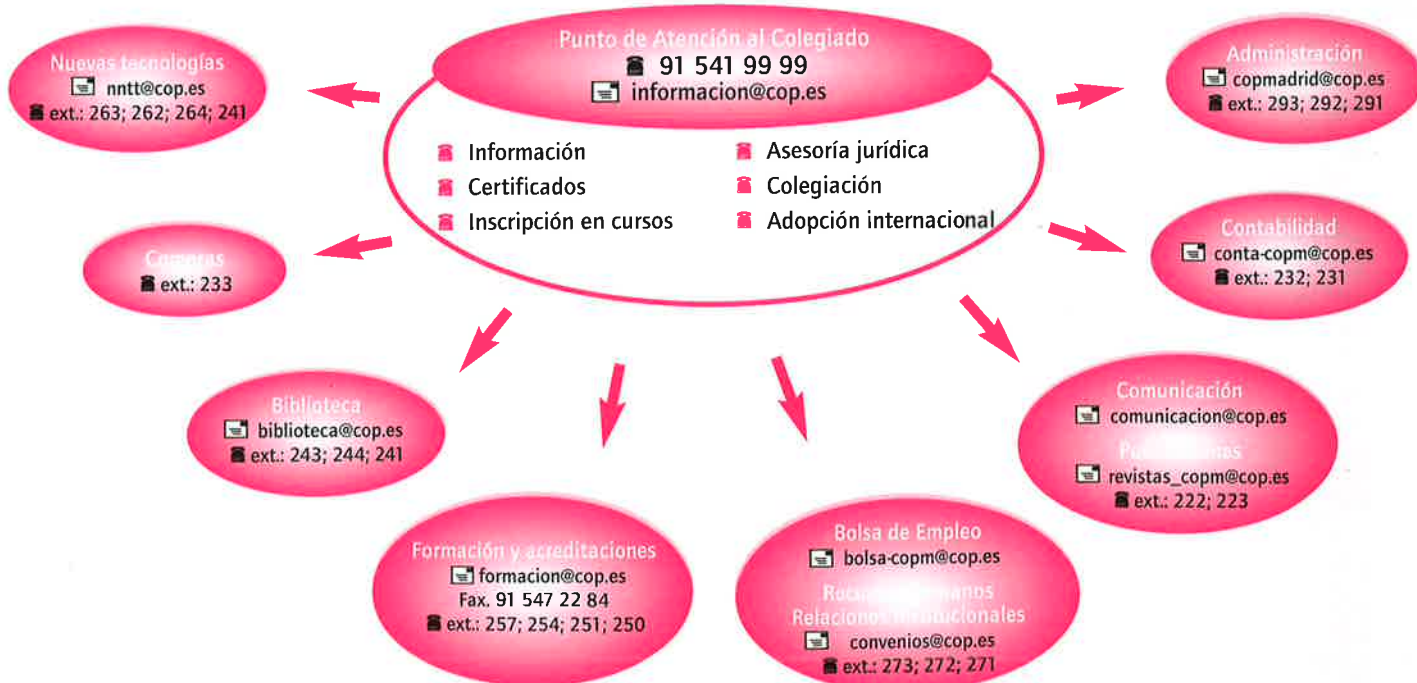 Punto de Atención al Colegiado
91 541 99 99
informacion@cop.es
Información
Certificados
Inscripción en cursos
Asesoría jurídica
Colegiación
Adopción internacional
Nuevas tecnologías
nntt@cop.es
ext.: 263; 262; 264; 241
Compras
ext.: 233
Biblioteca
biblioteca@cop.es
ext.: 243; 244; 241
Formación y acreditaciones
formacion@cop.es
Fax. 91 547 22 84
ext.: 257; 254; 251; 250
Bolsa de Empleo
bolsa-copm@cop.es
Recursos Humanos
Relaciones Institucionales
convenios@cop.es
ext.: 273; 272; 271
Comunicación
comunicacion@cop.es
Publicaciones
revistas_copm@cop.es
ext.: 222; 223
Contabilidad
conta-copm@cop.es
ext.: 232; 231
Administración
copmadrid@cop.es
ext.: 293; 292; 291